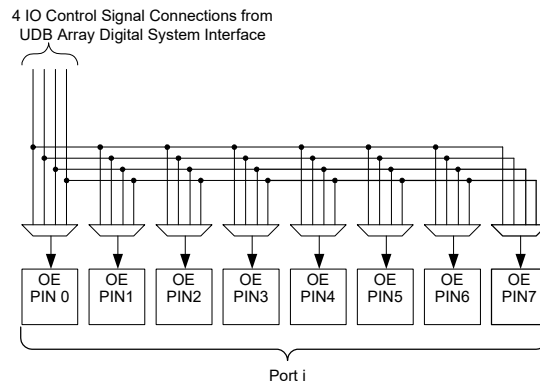 4 IO Control Signal Connections from
UDB Array Digital System Interface
OE
PIN 0
OE
PIN1
OE
PIN2
OE
PIN3
OE
PIN4
OE
PIN5
OE
PIN6
OE
PIN7
Port i